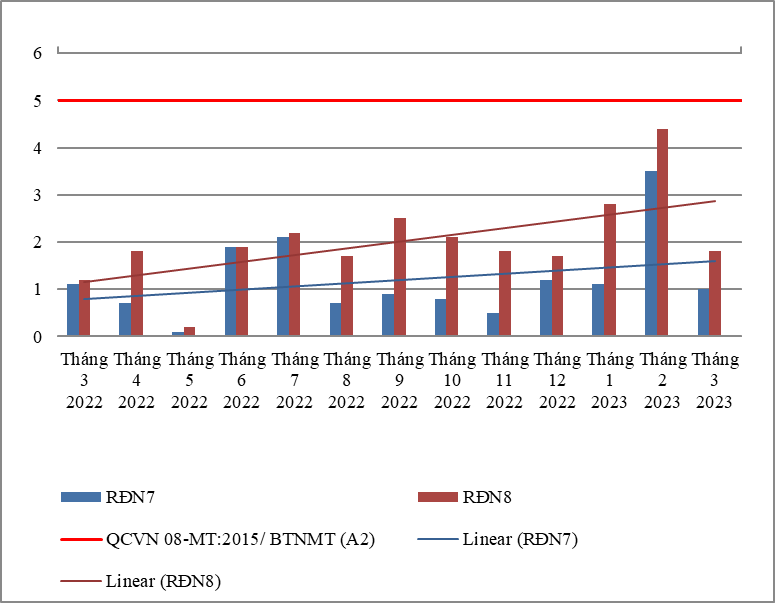 6
5
4
3
2
1
0
Tháng Tháng Tháng Tháng Tháng Tháng Tháng Tháng Tháng Tháng Tháng Tháng Tháng
3 4 5 6 7 8 9 10 11 12 1 2 3
2022 2022 2022 2022 2022 2022 2022 2022 2022 2022 2023 2023 2023
RĐN7 RĐN8
QCVN 08-MT:2015/ BTNMT (A2) Linear (RĐN7)
Linear (RĐN8)